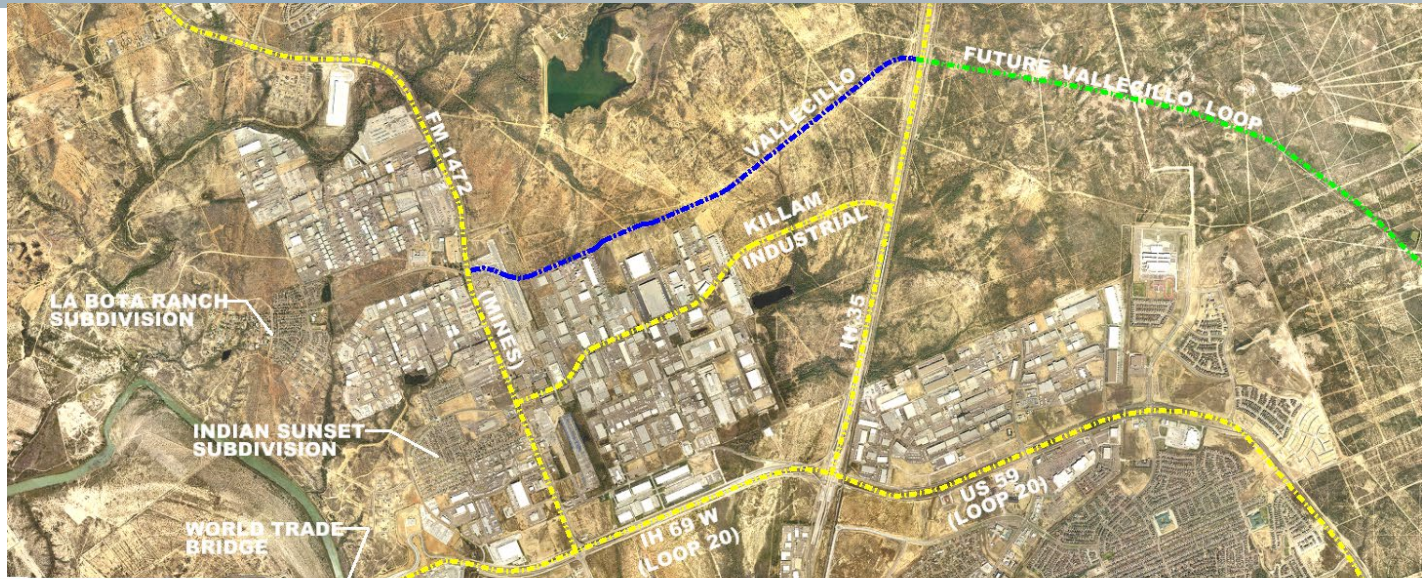 FUTURE VALLECILLO LOOP
VALLECILLO
FM 1472
KILLAM
INDUSTRIAL
LA BOTA RANCH
SUBDIVISION
(MINES)
IH 35
INDIAN SUNSET
SUBDIVISION
US 59
(LOOP 20)
WORLD TRADE
BRIDGE
IH 69 W
(LOOP 20)